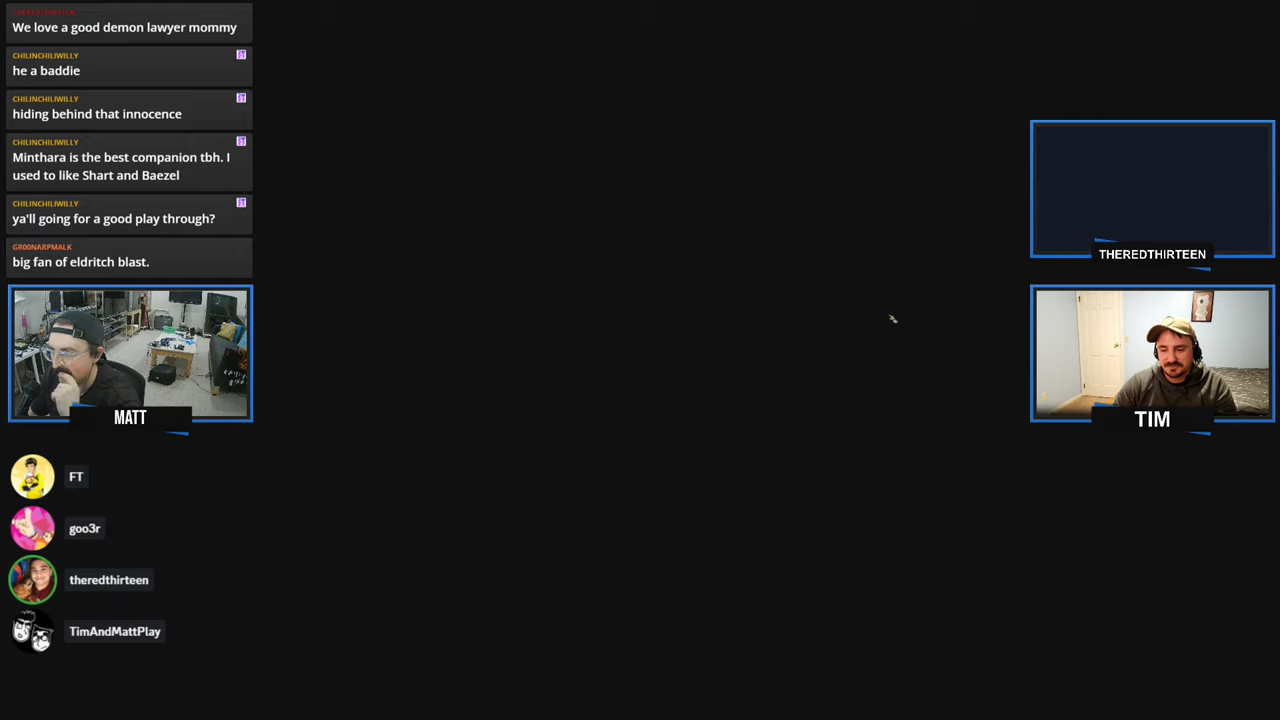 THEREDTHIRTEEN
We love a good demon lawyer mommy
CHILINCHILIWILLY
he a baddie
CHILINCHILIWILLY
hiding behind that innocence
CHILINCHILIWILLY
Minthara is the best companion tbh. I
used to like Shart and Baezel
CHILINCHILIWILLY
ya'll going for a good play through?
GR00NARPMALK
big fan of eldritch blast.
THEREDTHIRTEEN
MATT
TIM
FT
goo3r
theredthirteen
TimAndMattPlay